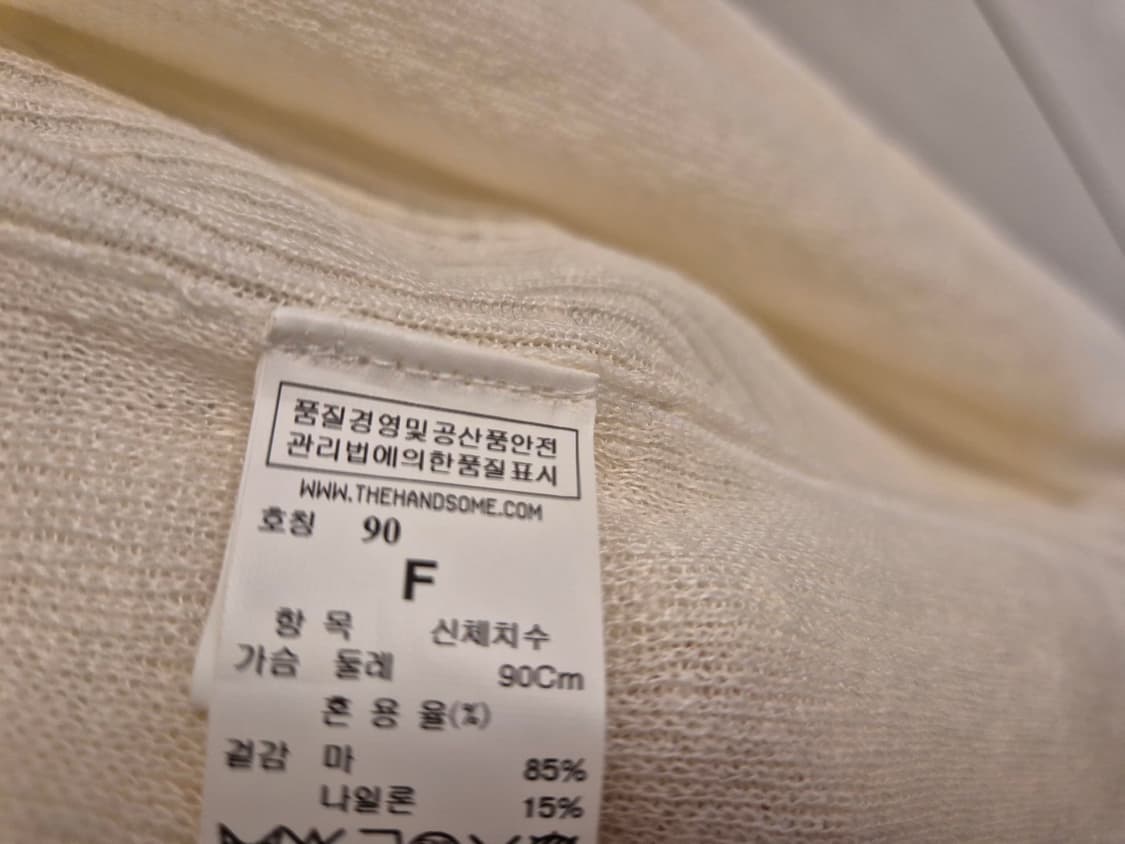 품질경영및공산품안전
관리법에의한품질표시
WWW.THEHANDSOME.COM
호칭 90
F
항 목 신체치수
가슴 둘레 90Cm
혼 용 율(%)
겉감 마 85%
나일론 15%